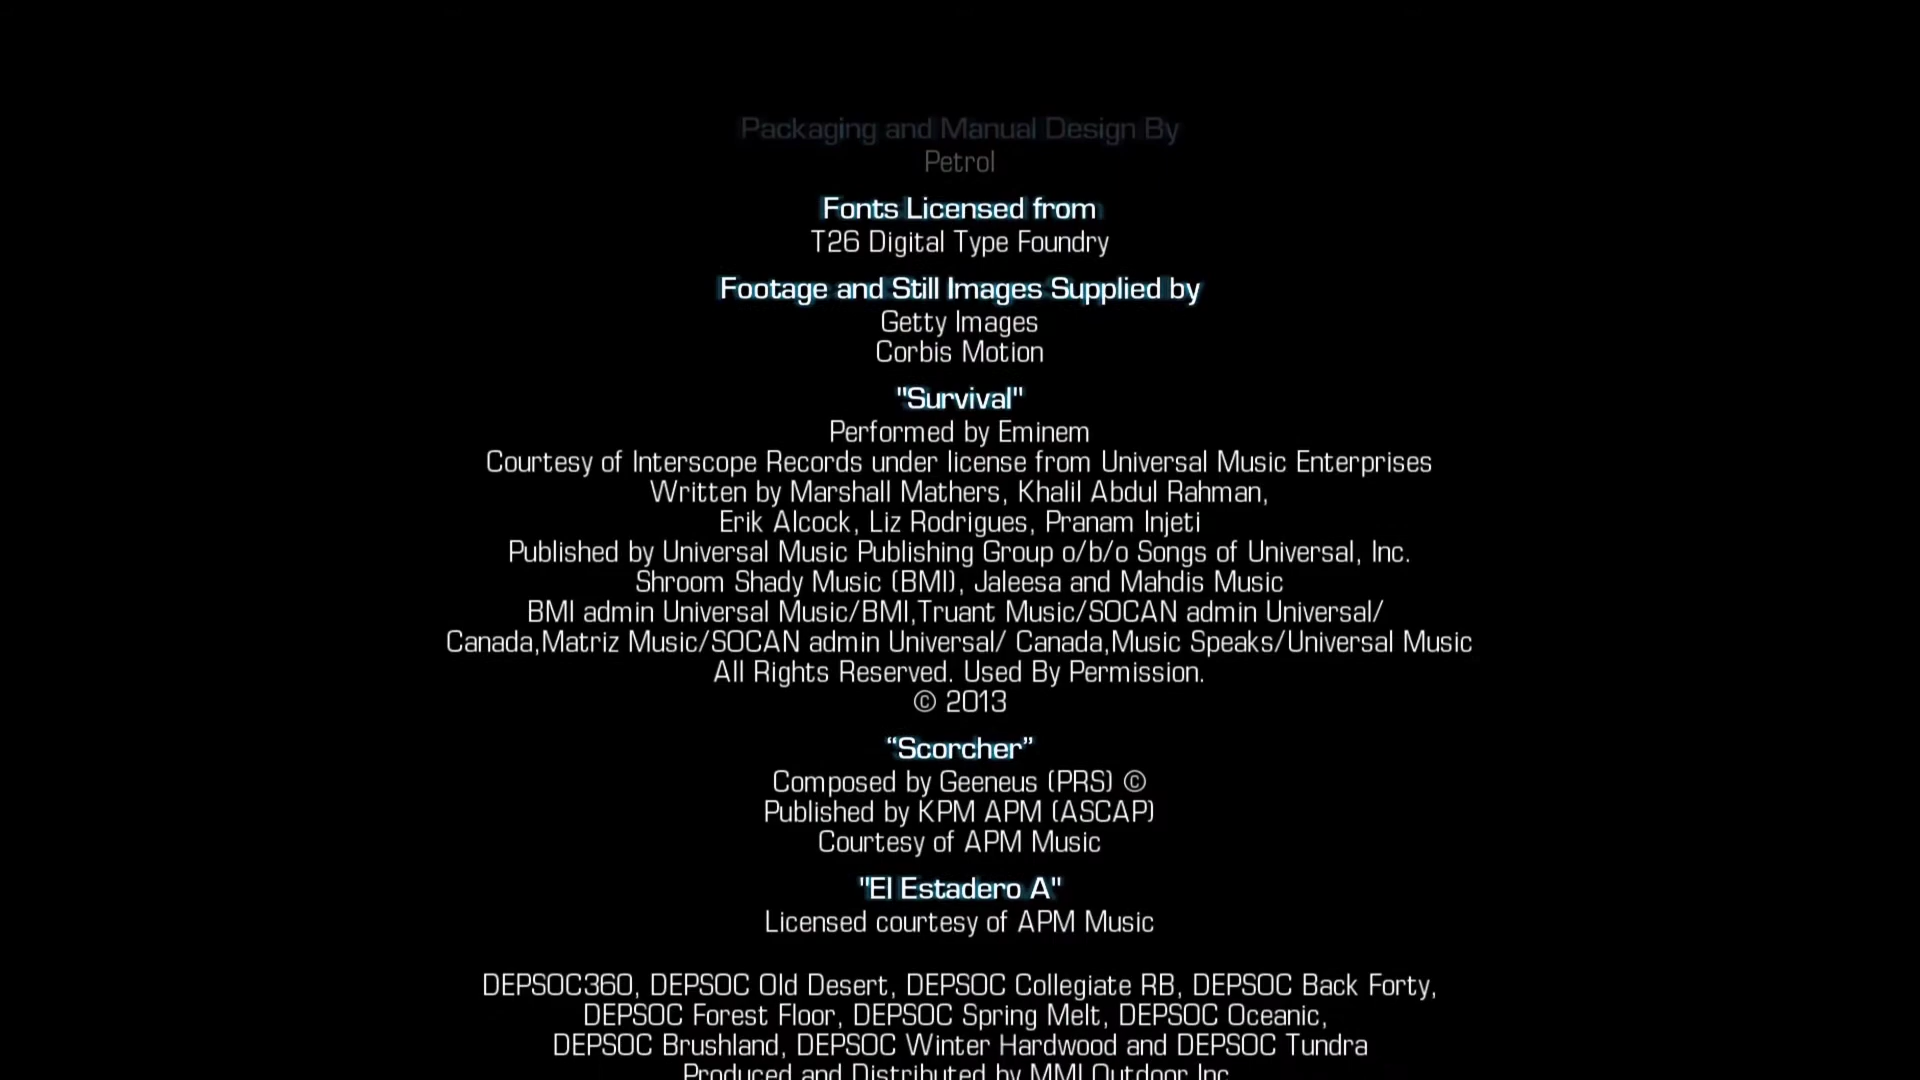 Packaging and Manual Design By
Petrol
Fonts Licensed from
T26 Digital Type Foundry
Footage and Still Images Supplied by
Getty Images
Corbis Motion
"Survival"
Performed by Eminem
Courtesy of Interscope Records under license from Universal Music Enterprises
Written by Marshall Mathers, Khalil Abdul Rahman,
Erik Alcock, Liz Rodrigues, Pranam Injeti
Published by Universal Music Publishing Group o/b/o Songs of Universal, Inc.
Shroom Shady Music (BMI), Jaleesa and Mahdis Music
BMI admin Universal Music/BMI,Truant Music/SOCAN admin Universal/
Canada,Matriz Music/SOCAN admin Universal/ Canada,Music Speaks/Universal Music
All Rights Reserved. Used By Permission.
© 2013
“Scorcher”
Composed by Geeneus (PRS) ©
Published by KPM APM (ASCAP)
Courtesy of APM Music
"El Estadero A"
Licensed courtesy of APM Music
DEPSOC360, DEPSOC Old Desert, DEPSOC Collegiate RB, DEPSOC Back Forty,
DEPSOC Forest Floor, DEPSOC Spring Melt, DEPSOC Oceanic,
DEPSOC Brushland, DEPSOC Winter Hardwood and DEPSOC Tundra
Produced and Distributed by MMI Outdoor Inc